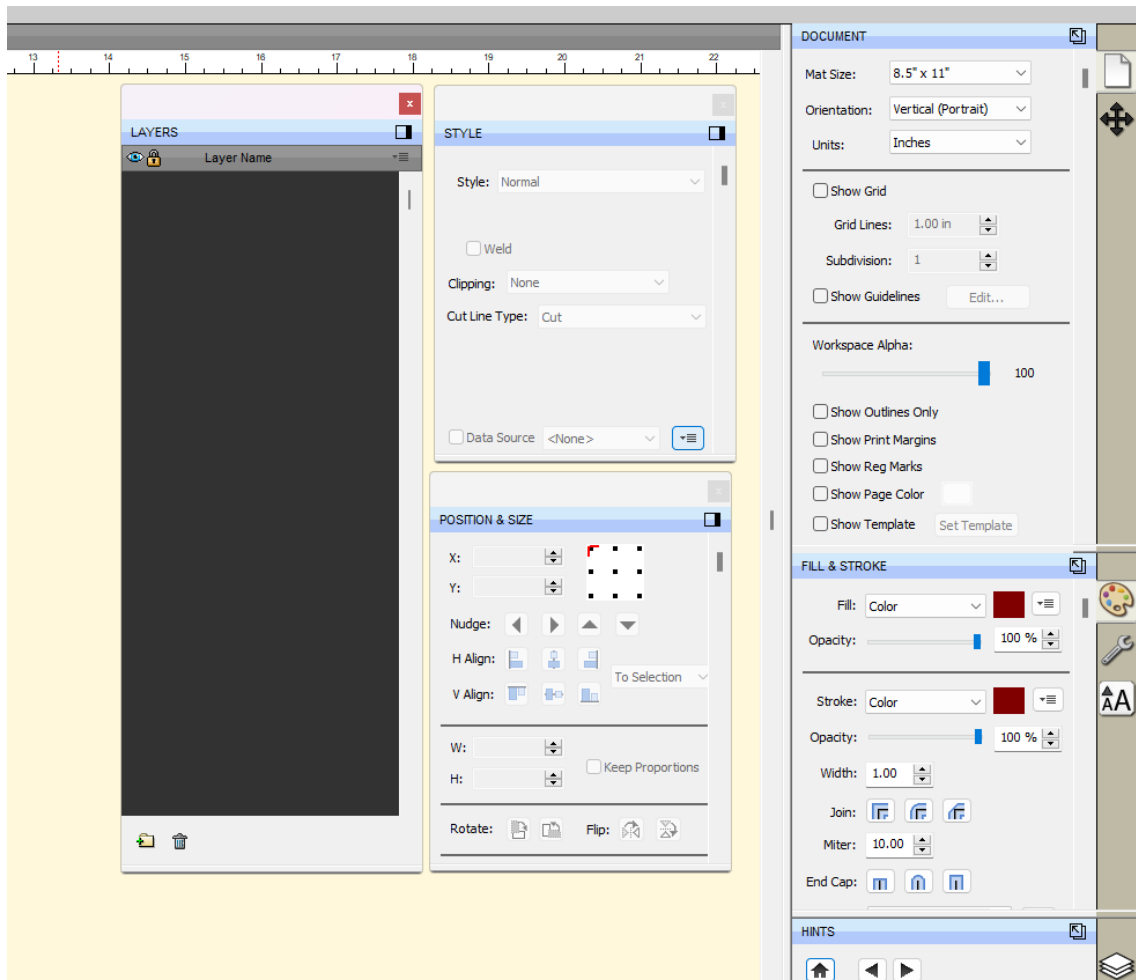 13 14 15 16 17 18 19 20 21 22
x
LAYERS
Layer Name
x
STYLE
Style: Normal
Weld
Clipping: None
Cut Line Type: Cut
Data Source <None>
x
POSITION & SIZE
X:
Y:
Nudge:
H Align:
To Selection
V Align:
W:
Keep Proportions
H:
Rotate: Flip:
DOCUMENT
Mat Size: 8.5" x 11"
Orientation: Vertical (Portrait)
Units: Inches
Show Grid
Grid Lines: 1.00 in
Subdivision: 1
Show Guidelines Edit...
Workspace Alpha:
100
Show Outlines Only
Show Print Margins
Show Reg Marks
Show Page Color
Show Template Set Template
FILL & STROKE
Fill: Color
Opacity: 100 %
Stroke: Color
Opacity: 100 %
Width: 1.00
Join:
Miter: 10.00
End Cap:
HINTS
AA